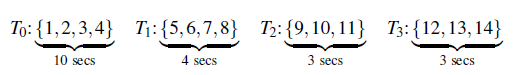 T0: {1,2,3,4} T1: {5,6,7,8} T2: {9,10,11} T3: {12,13,14}
10 secs 4 secs 3 secs 3 secs